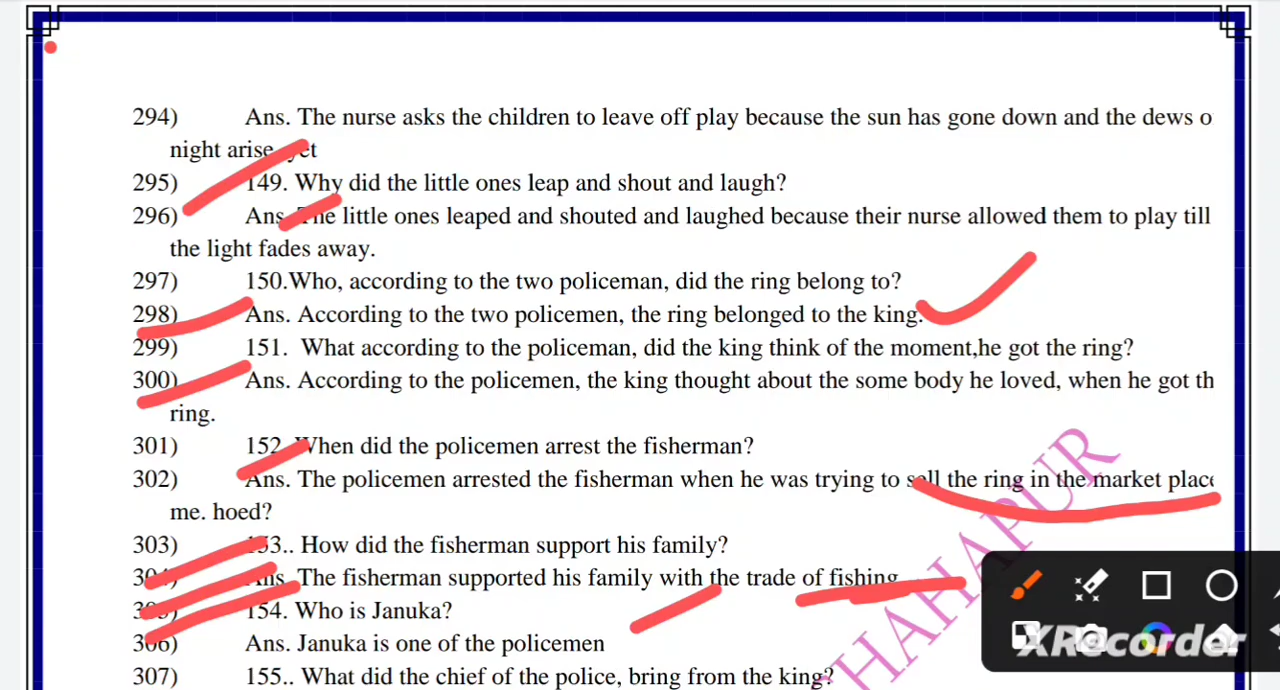 294) Ans. The nurse asks the children to leave off play because the sun has gone down and the dews o
night arise yet
295) 149. Why did the little ones leap and shout and laugh?
296) Ans. The little ones leaped and shouted and laughed because their nurse allowed them to play till
the light fades away.
297) 150.Who, according to the two policeman, did the ring belong to?
298) Ans. According to the two policemen, the ring belonged to the king.
299) 151. What according to the policeman, did the king think of the moment,he got the ring?
300) Ans. According to the policemen, the king thought about the some body he loved, when he got th
ring.
301) 152. When did the policemen arrest the fisherman?
302) Ans. The policemen arrested the fisherman when he was trying to sell the ring in the market place
me. hoed?
303) 153.. How did the fisherman support his family?
304) Ans. The fisherman supported his family with the trade of fishing
305) 154. Who is Januka?
306) Ans. Januka is one of the policemen
307) 155.. What did the chief of the police, bring from the king?
SHAHAPUR
XRecorder